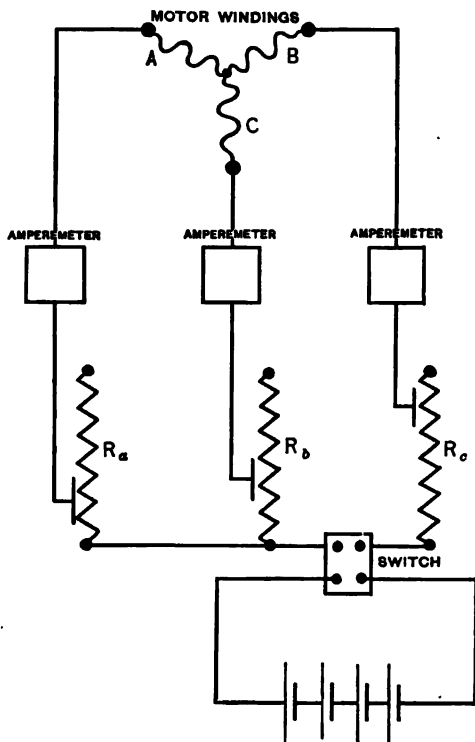 MOTOR WINDINGS
A
B
C
AMPEREMETER
AMPEREMETER
AMPEREMETER
Ra
Rb
Rc
SWITCH